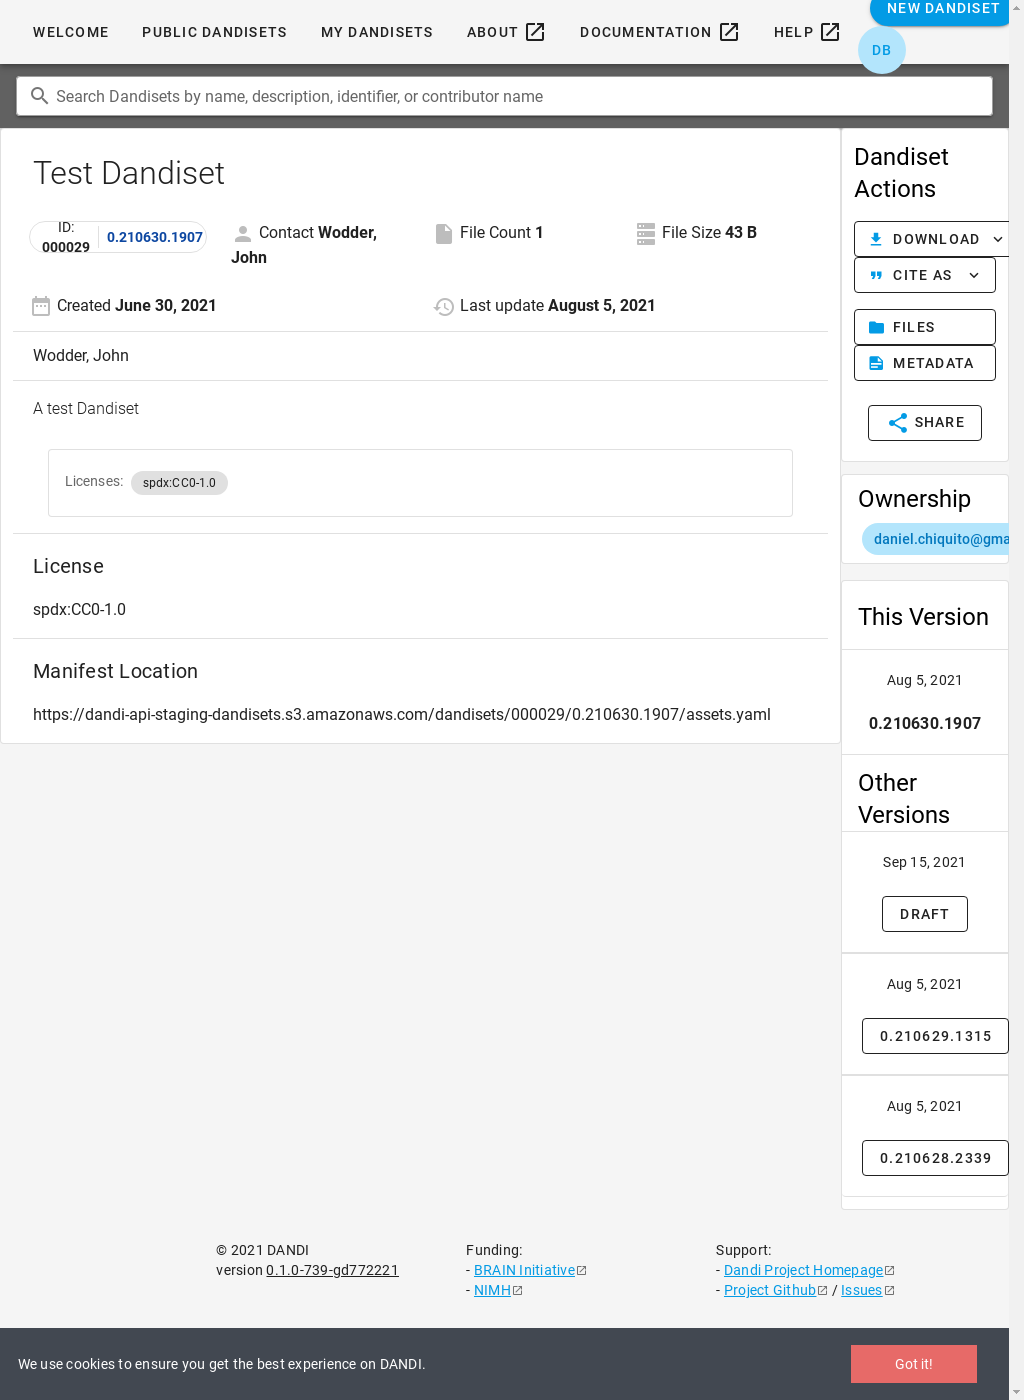 WELCOME
PUBLIC DANDISETS
MY DANDISETS
ABOUT
DOCUMENTATION
HELP
NEW DANDISET
DB
Search Dandisets by name, description, identifier, or contributor name
Test Dandiset
ID:
000029
0.210630.1907
Contact Wodder,
John
File Count 1
File Size 43 B
Created June 30, 2021
Last update August 5, 2021
Wodder, John
A test Dandiset
Licenses: spdx:CC0-1.0
License
spdx:CC0-1.0
Manifest Location
https://dandi-api-staging-dandisets.s3.amazonaws.com/dandisets/000029/0.210630.1907/assets.yaml
Dandiset
Actions
DOWNLOAD
CITE AS
FILES
METADATA
SHARE
Ownership
daniel.chiquito@gma
This Version
Aug 5, 2021
0.210630.1907
Other
Versions
Sep 15, 2021
DRAFT
Aug 5, 2021
0.210629.1315
Aug 5, 2021
0.210628.2339
© 2021 DANDI
version 0.1.0-739-gd772221
Funding:
- BRAIN Initiative
- NIMH
Support:
- Dandi Project Homepage
- Project Github / Issues
We use cookies to ensure you get the best experience on DANDI.
Got it!